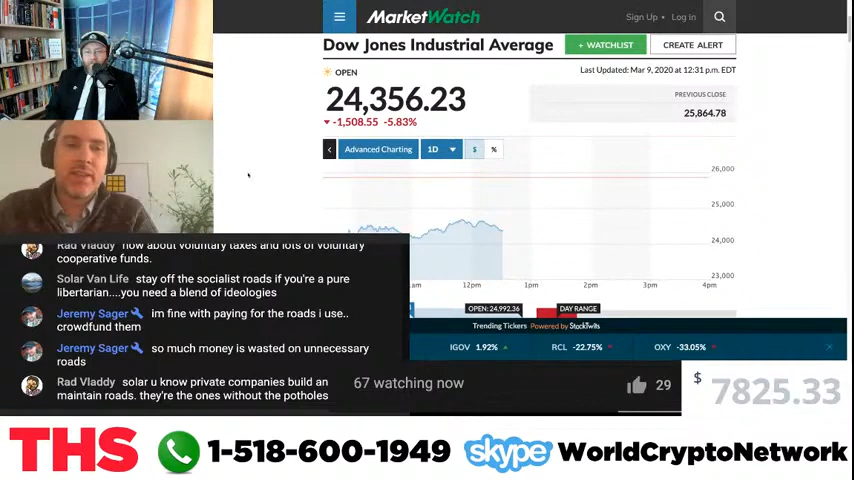 MarketWatch
Sign Up · Log In
Dow Jones Industrial Average
+ WATCHLIST
CREATE ALERT
OPEN
Last Updated: Mar 9, 2020 at 12:31 p.m. EDT
24,356.23
-1,508.55 -5.83%
PREVIOUS CLOSE
25,864.78
Advanced Charting
1D
$
%
26,000
25,000
24,000
23,000
am
12pm
1pm
2pm
3pm
4pm
OPEN: 24,992.36
DAY RANGE
Trending Tickers Powered by StockTwits
IGOV 1.92%
RCL -22.75%
OXY -33.05%
Rad Vladdy how about voluntary taxes and lots of voluntary
cooperative funds.
Solar Van Life stay off the socialist roads if you're a pure
libertarian....you need a blend of ideologies
Jeremy Sager im fine with paying for the roads i use..
crowdfund them
Jeremy Sager so much money is wasted on unnecessary
roads
Rad Vladdy solar u know private companies build an
maintain roads. they're the ones without the potholes
67 watching now
29
$ 7825.33
THS
1-518-600-1949
skype
WorldCryptoNetwork